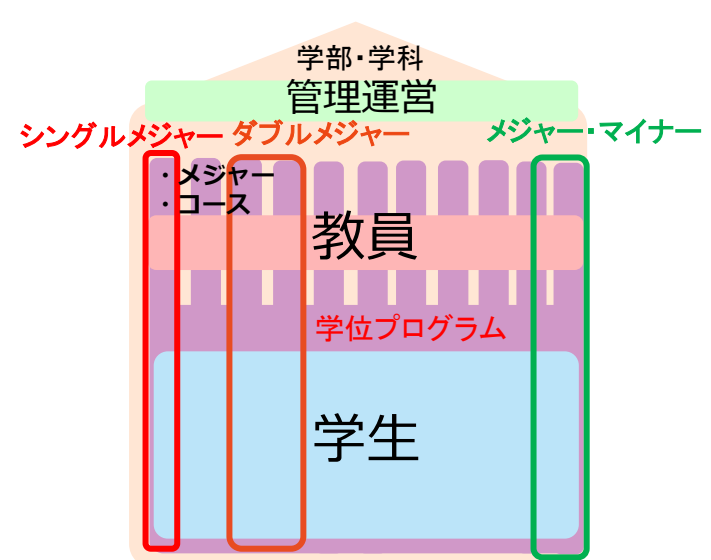 学部・学科
管理運営
シングルメジャー
ダブルメジャー
メジャー・マイナー
・メジャー
・コース
教員
学位プログラム
学生